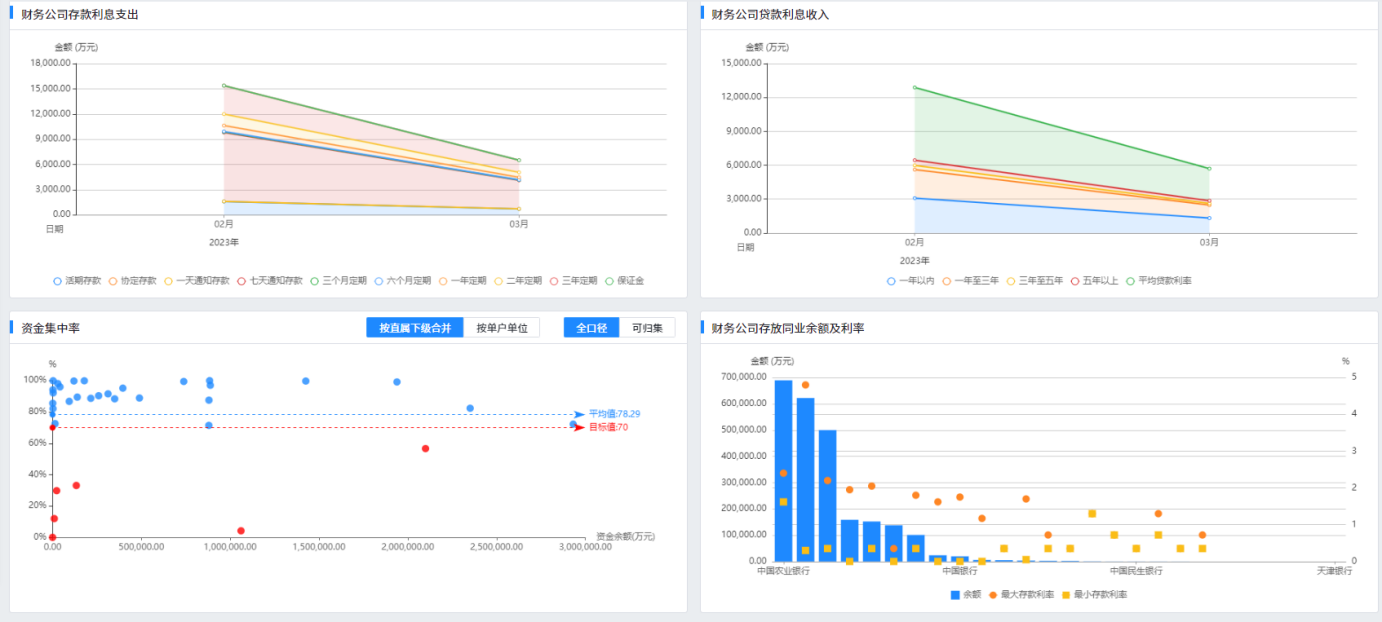 财务公司存款利息支出
金额 (万元)
18,000.00
15,000.00
12,000.00
9,000.00
6,000.00
3,000.00
0.00
日期
02月
03月
2023年
活期存款 协定存款 一天通知存款 七天通知存款 三个月定期 六个月定期 一年定期 二年定期 三年定期 保证金
财务公司贷款利息收入
金额 (万元)
15,000.00
12,000.00
9,000.00
6,000.00
3,000.00
0.00
日期
02月
03月
2023年
一年以内 一年至三年 三年至五年 五年以上 平均贷款利率
资金集中率
按直属下级合并 按单户单位 全口径 可归集
%
100%
80%
60%
40%
20%
0%
平均值:78.29
目标值:70
资金余额(万元)
0.00 500,000.00 1,000,000.00 1,500,000.00 2,000,000.00 2,500,000.00 3,000,000.00
财务公司存放同业余额及利率
金额 (万元)
%
700,000.00
600,000.00
500,000.00
400,000.00
300,000.00
200,000.00
100,000.00
0.00
5
4
3
2
1
0
中国农业银行 中国银行 中国民生银行 天津银行
余额 最大存款利率 最小存款利率